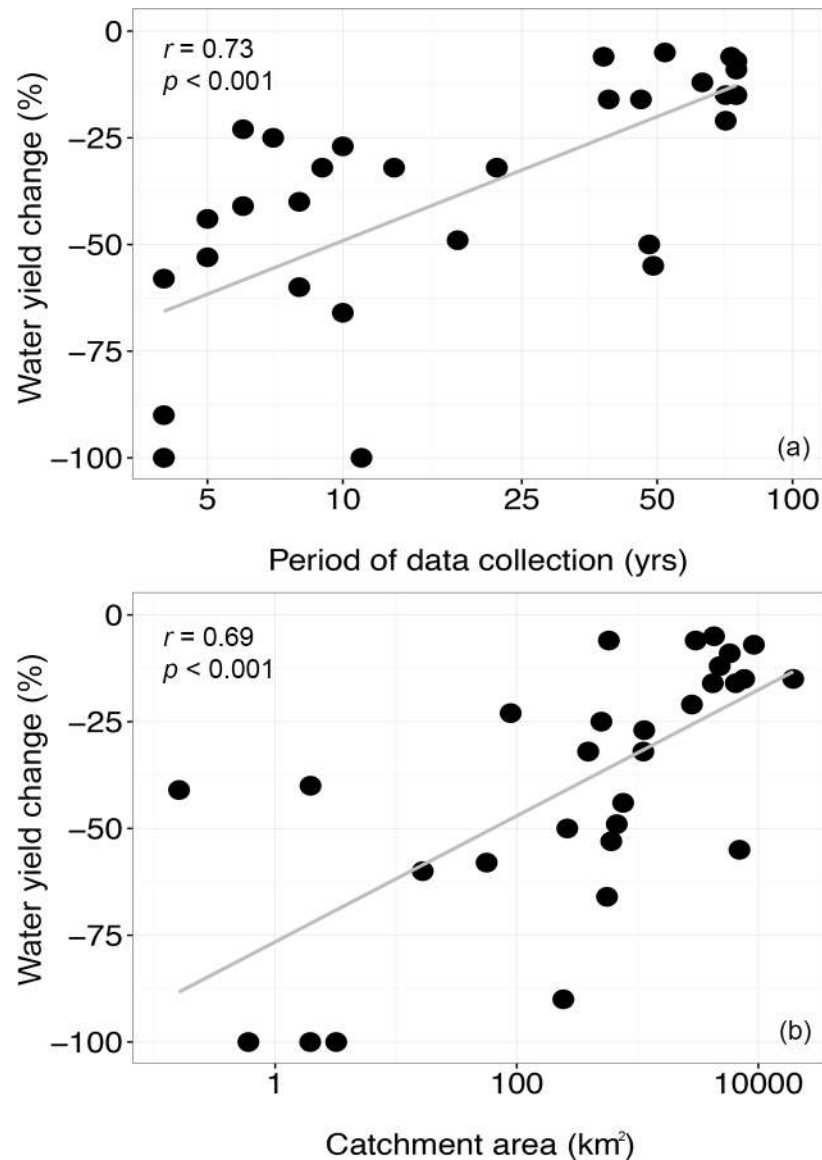 r = 0.73
p < 0.001
0
−25
−50
−75
−100
Water yield change (%)
(a)
5 10 25 50 100
Period of data collection (yrs)
r = 0.69
p < 0.001
0
−25
−50
−75
−100
Water yield change (%)
(b)
1 100 10000
Catchment area (km²)